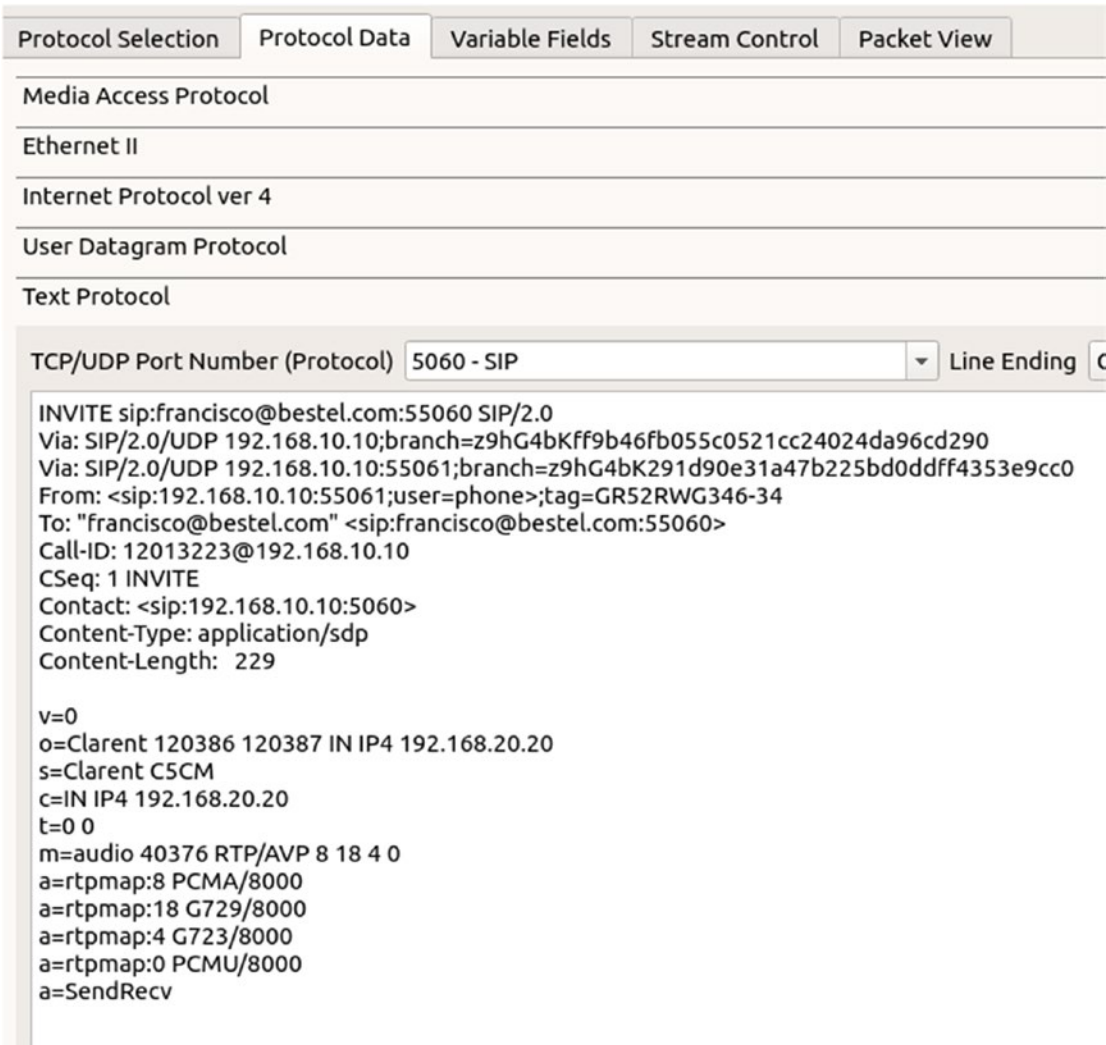 Protocol Selection Protocol Data Variable Fields Stream Control Packet View
Media Access Protocol
Ethernet II
Internet Protocol ver 4
User Datagram Protocol
Text Protocol
TCP/UDP Port Number (Protocol) 5060 - SIP Line Ending
INVITE sip:francisco@bestel.com:55060 SIP/2.0
Via: SIP/2.0/UDP 192.168.10.10;branch=z9hG4bKff9b46fb055c0521cc24024da96cd290
Via: SIP/2.0/UDP 192.168.10.10:55061;branch=z9hG4bK291d90e31a47b225bd0ddff4353e9cc0
From: <sip:192.168.10.10:55061;user=phone>;tag=GR52RWG346-34
To: "francisco@bestel.com" <sip:francisco@bestel.com:55060>
Call-ID: 12013223@192.168.10.10
CSeq: 1 INVITE
Contact: <sip:192.168.10.10:5060>
Content-Type: application/sdp
Content-Length:  229
v=0
o=Clarent 120386 120387 IN IP4 192.168.20.20
s=Clarent C5CM
c=IN IP4 192.168.20.20
t=0 0
m=audio 40376 RTP/AVP 8 18 4 0
a=rtpmap:8 PCMA/8000
a=rtpmap:18 G729/8000
a=rtpmap:4 G723/8000
a=rtpmap:0 PCMU/8000
a=SendRecv